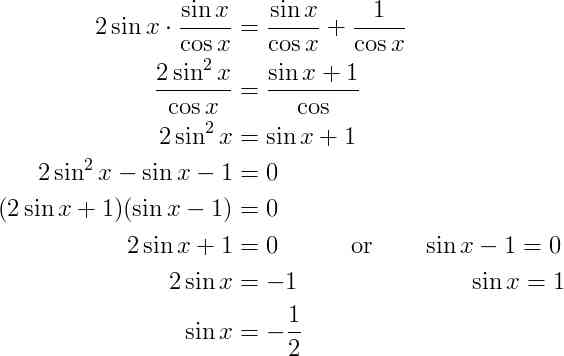 2 sin x · sin x / cos x = sin x / cos x + 1 / cos x
2 sin² x / cos x = sin x + 1 / cos
2 sin² x = sin x + 1
2 sin² x − sin x − 1 = 0
(2 sin x + 1)(sin x − 1) = 0
2 sin x + 1 = 0 or sin x − 1 = 0
2 sin x = −1 sin x = 1
sin x = − 1 / 2